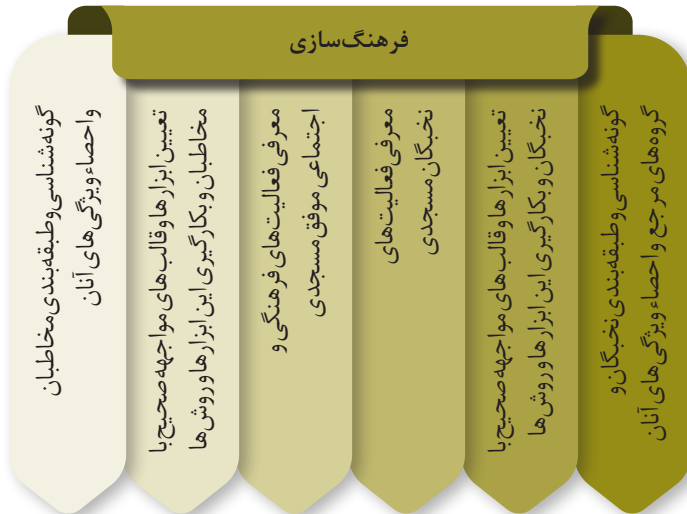 فرهنگ‌سازی
گونه‌شناسی و طبقه‌بندی نخبگان و
گروه‌های مرجع و احصاء ویژگی‌های آنان
تعیین ابزارها و قالب‌های مواجهه صحیح با
نخبگان و بکارگیری این ابزارها و روش‌ها
معرفی فعالیت‌های
نخبگان مسجدی
معرفی فعالیت‌های فرهنگی و
اجتماعی موفق مسجدی
تعیین ابزارها و قالب‌های مواجهه صحیح با
مخاطبان و بکارگیری این ابزارها و روش‌ها
گونه‌شناسی و طبقه‌بندی مخاطبان
و احصاء ویژگی‌های آنان